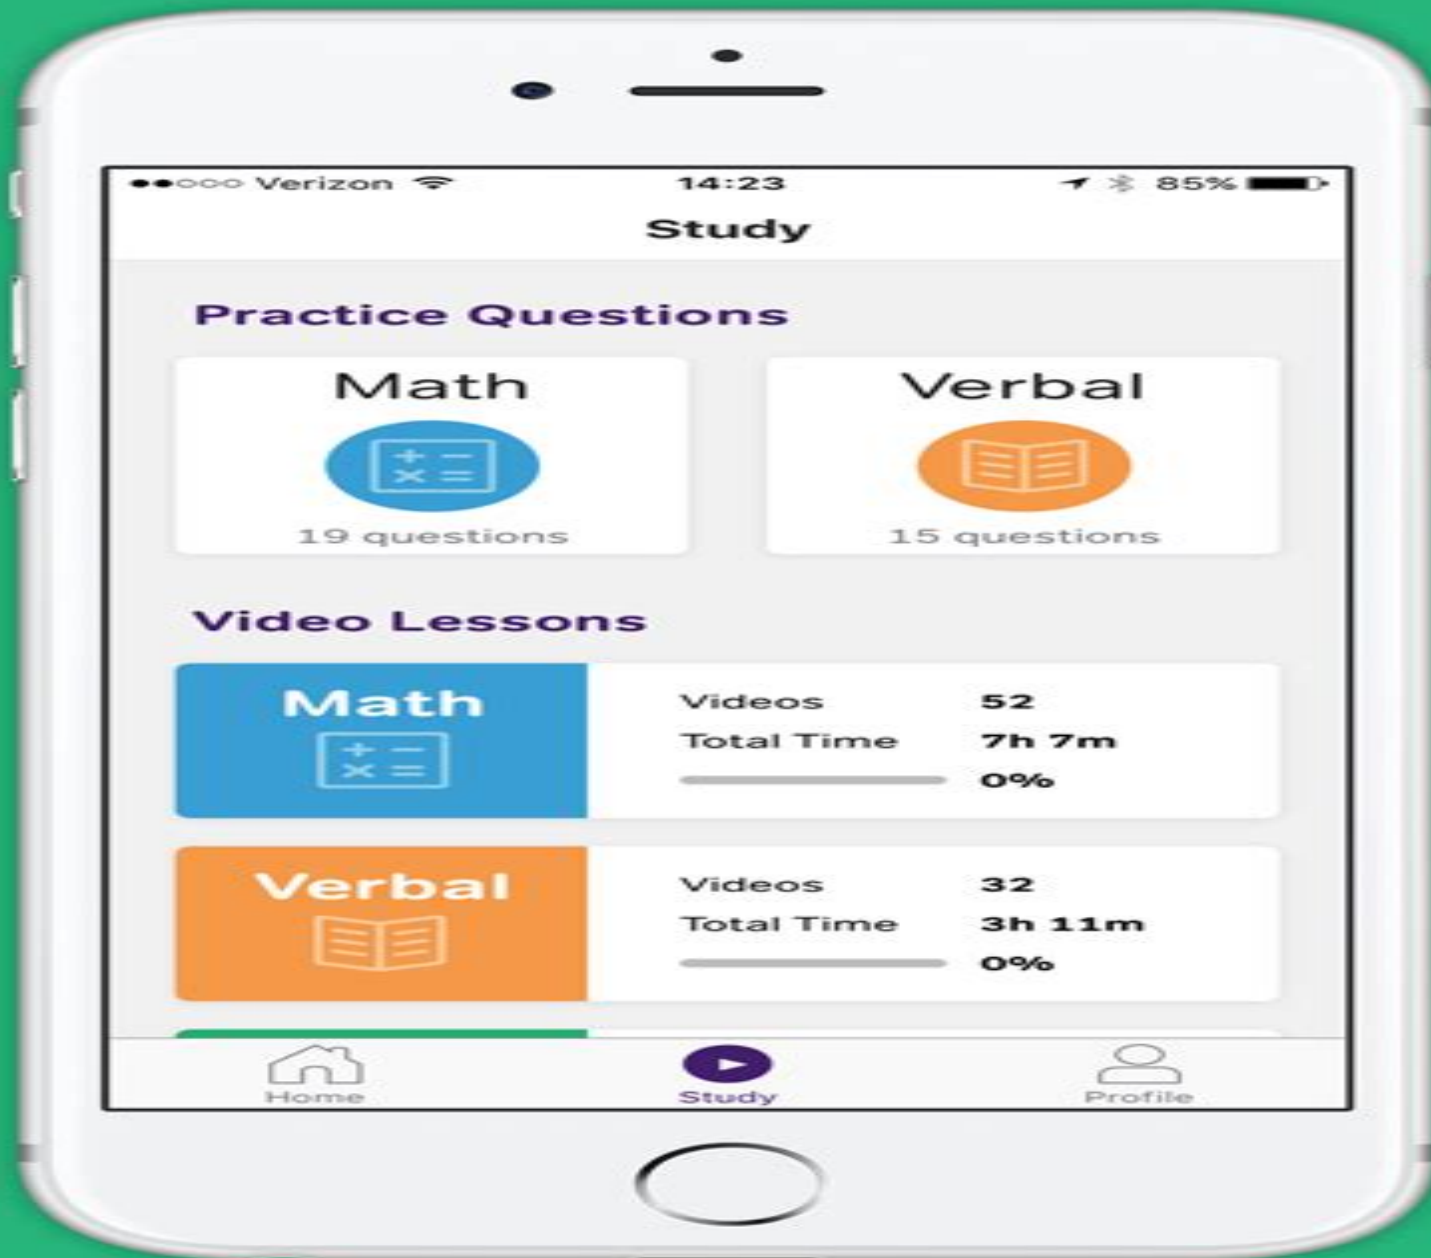 Verizon 14:23 85%
Study
Practice Questions
Math Verbal
19 questions 15 questions
Video Lessons
Math
Videos 52
Total Time 7h 7m
0%
Verbal
Videos 32
Total Time 3h 11m
0%
Home Study Profile